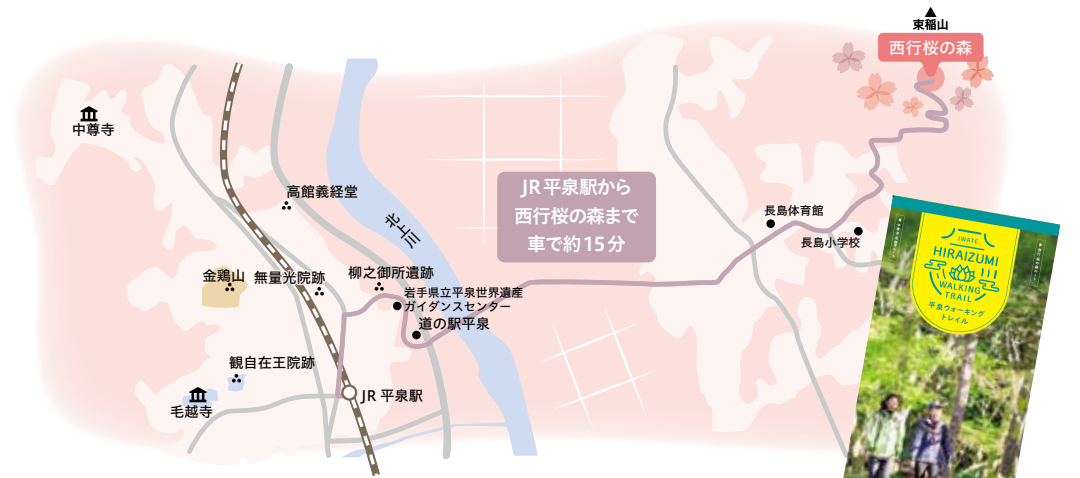 東稲山
西行桜の森
中尊寺
高館義経堂
北上川
JR平泉駅から
西行桜の森まで
車で約15分
長島体育館
長島小学校
金鶏山
無量光院跡
柳之御所遺跡
岩手県立平泉世界遺産
ガイダンスセンター
道の駅平泉
観自在王院跡
毛越寺
JR 平泉駅
IWATE
HIRAIZUMI
WALKING
TRAIL
平泉ウォーキング
トレイル